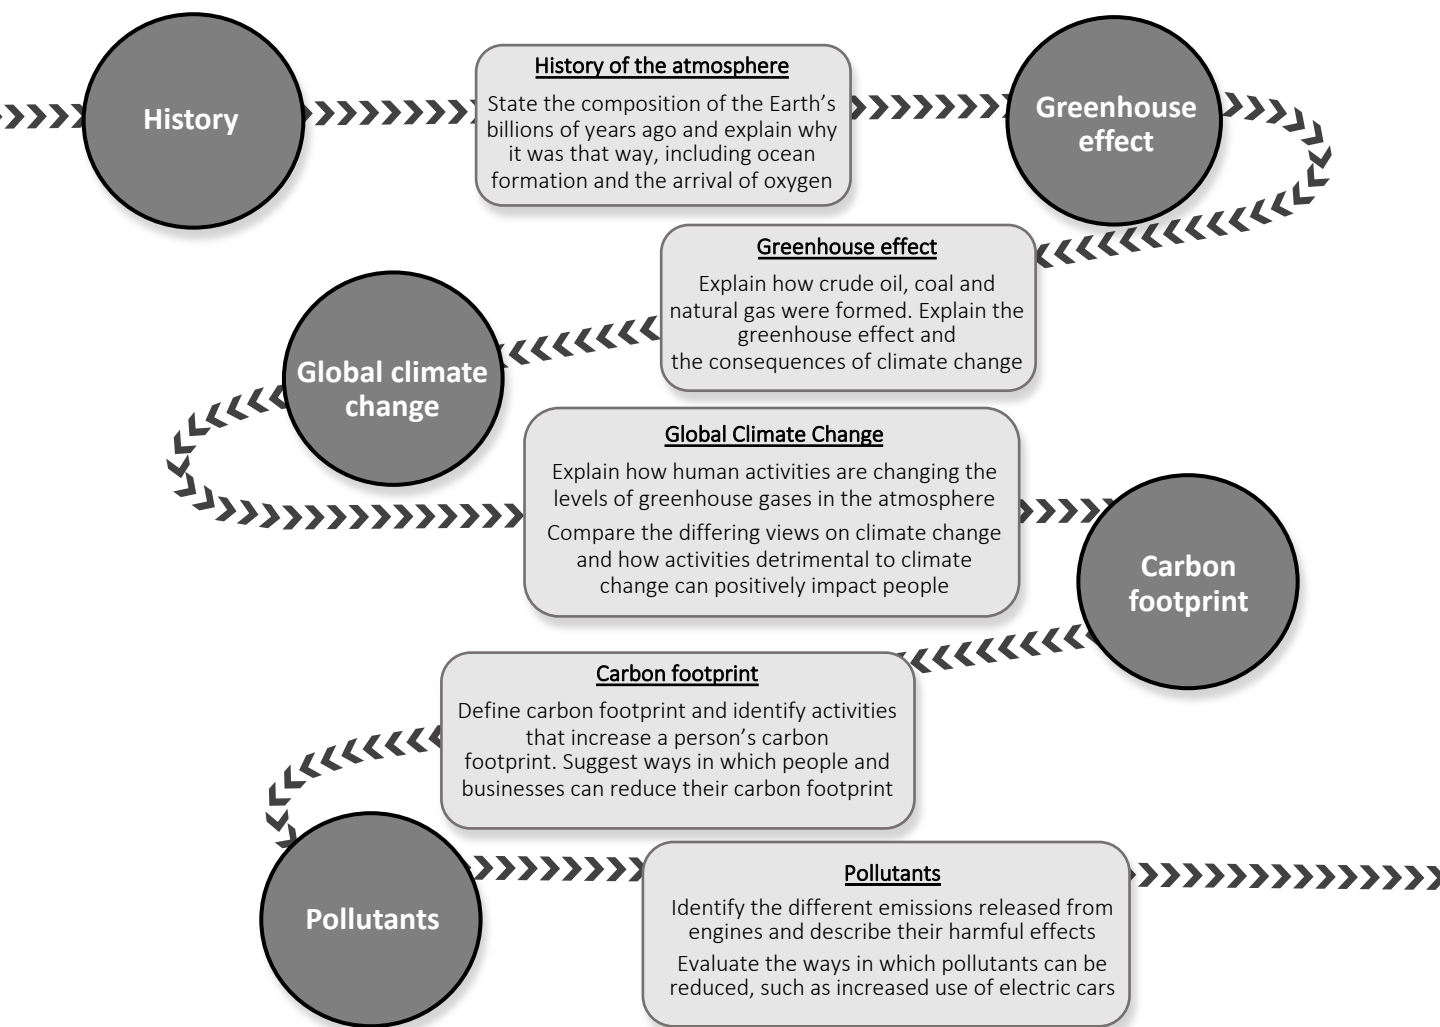 History
History of the atmosphere
State the composition of the Earth's
billions of years ago and explain why
it was that way, including ocean
formation and the arrival of oxygen
Greenhouse
effect
Greenhouse effect
Explain how crude oil, coal and
natural gas were formed. Explain the
greenhouse effect and
the consequences of climate change
Global climate
change
Global Climate Change
Explain how human activities are changing the
levels of greenhouse gases in the atmosphere
Compare the differing views on climate change
and how activities detrimental to climate
change can positively impact people
Carbon
footprint
Carbon footprint
Define carbon footprint and identify activities
that increase a person's carbon
footprint. Suggest ways in which people and
businesses can reduce their carbon footprint
Pollutants
Pollutants
Identify the different emissions released from
engines and describe their harmful effects
Evaluate the ways in which pollutants can be
reduced, such as increased use of electric cars